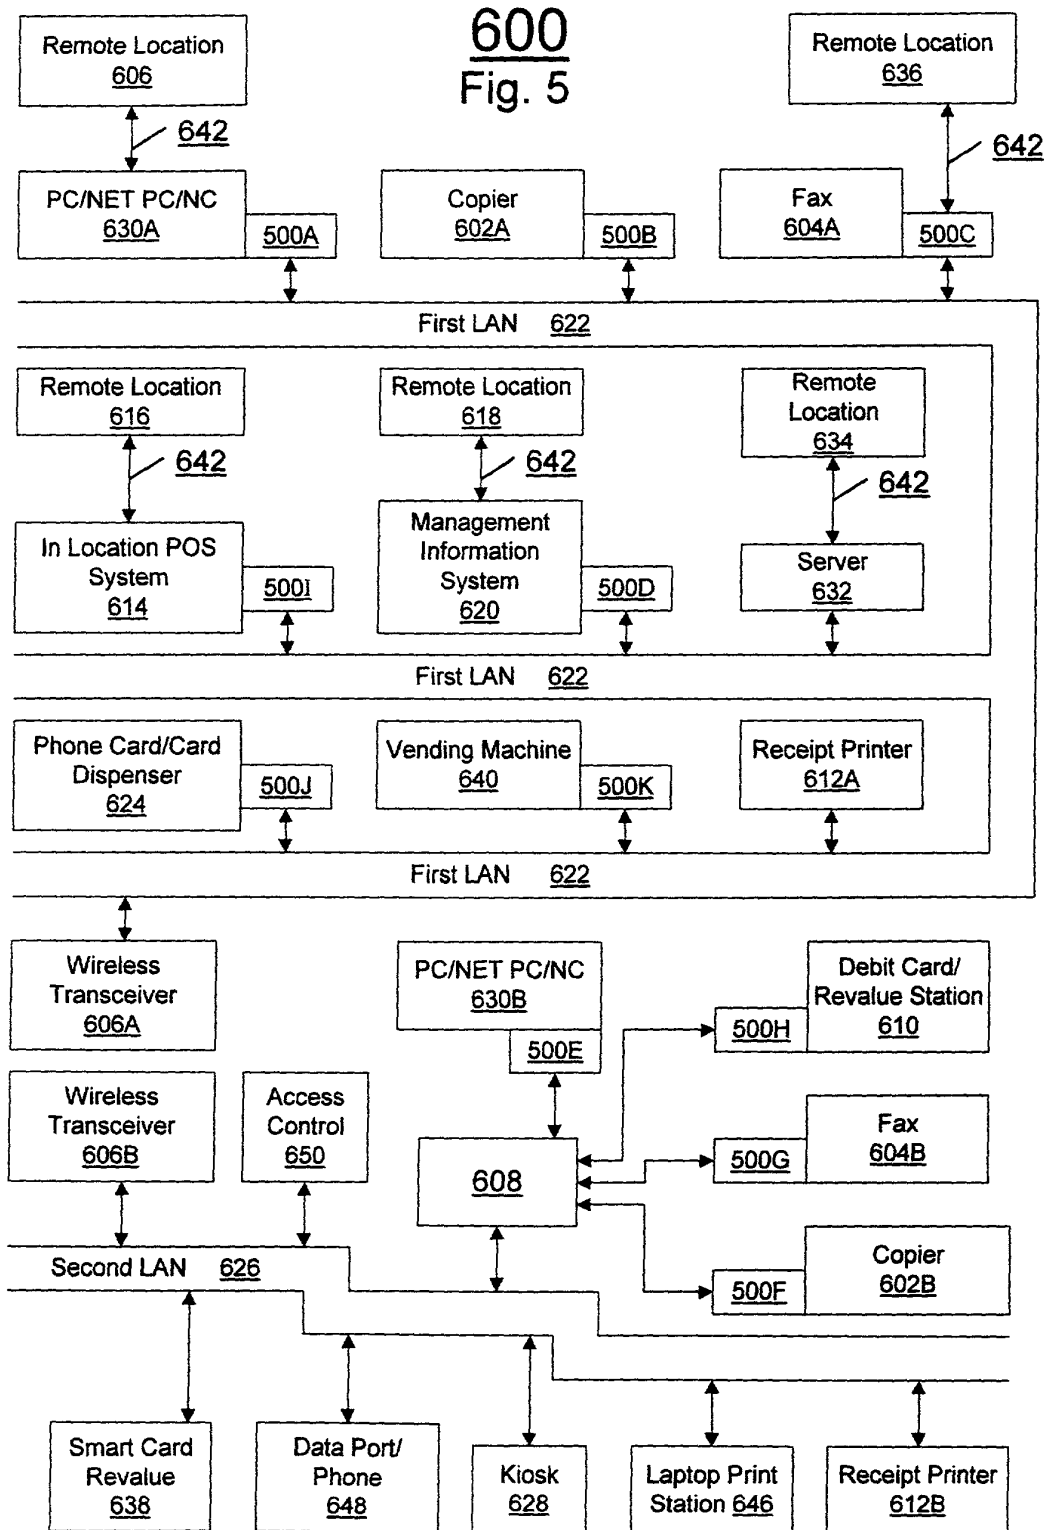 600
Fig. 5
Remote Location
606
642
Remote Location
636
642
PC/NET PC/NC
630A
500A
Copier
602A
500B
Fax
604A
500C
First LAN 622
Remote Location
616
642
Remote Location
618
642
Remote
Location
634
642
In Location POS
System
614
500I
Management
Information
System
620
500D
Server
632
First LAN 622
Phone Card/Card
Dispenser
624
500J
Vending Machine
640
500K
Receipt Printer
612A
First LAN 622
Wireless
Transceiver
606A
PC/NET PC/NC
630B
500E
Debit Card/
Revalue Station
610
500H
Wireless
Transceiver
606B
Access
Control
650
608
Fax
604B
500G
Copier
602B
500F
Second LAN 626
Smart Card
Revalue
638
Data Port/
Phone
648
Kiosk
628
Laptop Print
Station 646
Receipt Printer
612B